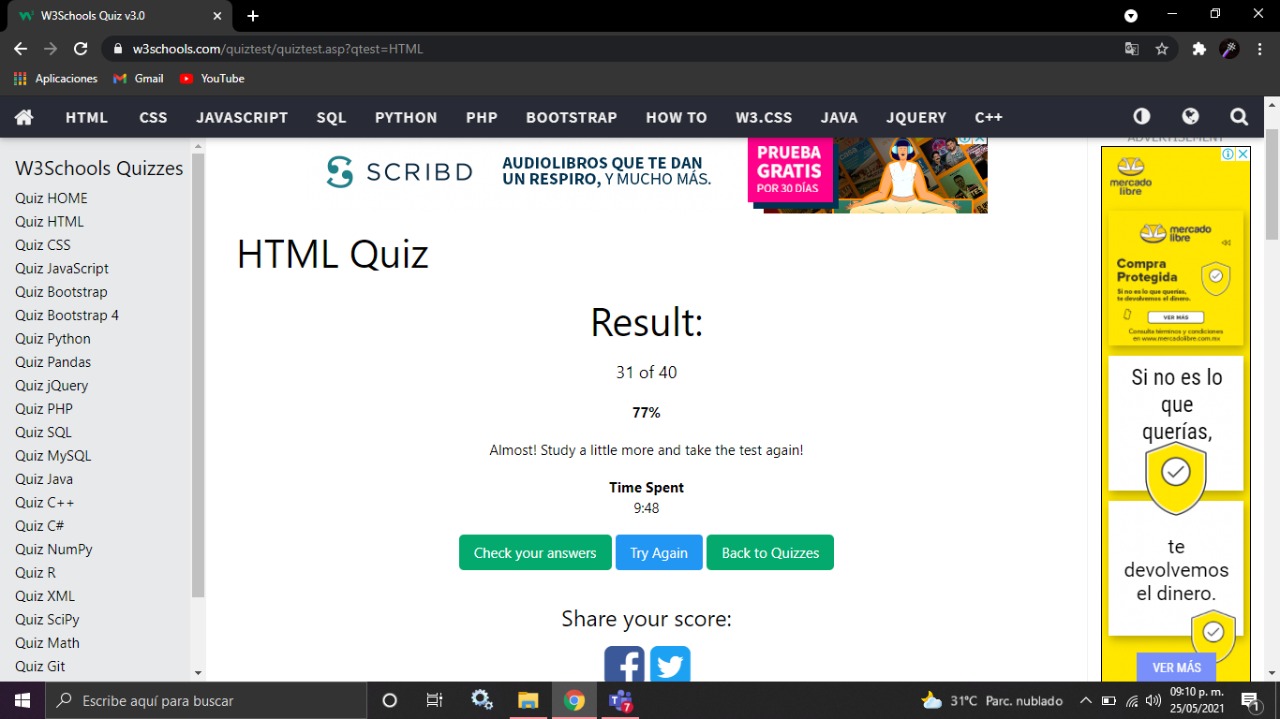 W3Schools Quiz v3.0
w3schools.com/quiztest/quiztest.asp?qtest=HTML
Aplicaciones
Gmail
YouTube
HTML
CSS
JAVASCRIPT
SQL
PYTHON
PHP
BOOTSTRAP
HOW TO
W3.CSS
JAVA
JQUERY
C++
W3Schools Quizzes
Quiz HOME
Quiz HTML
Quiz CSS
Quiz JavaScript
Quiz Bootstrap
Quiz Bootstrap 4
Quiz Python
Quiz Pandas
Quiz jQuery
Quiz PHP
Quiz SQL
Quiz MySQL
Quiz Java
Quiz C++
Quiz C#
Quiz NumPy
Quiz R
Quiz XML
Quiz SciPy
Quiz Math
Quiz Git
SCRIBD
AUDIOLIBROS QUE TE DAN
UN RESPIRO, Y MUCHO MÁS.
PRUEBA
GRATIS
POR 30 DÍAS
HTML Quiz
Result:
31 of 40
77%
Almost! Study a little more and take the test again!
Time Spent
9:48
Check your answers
Try Again
Back to Quizzes
Share your score:
ADVERTISEMENT
mercado
libre
mercado
libre
Compra
Protegida
Si no es lo que querías,
te devolvemos el dinero.
VER MÁS
Consulta términos y condiciones
en www.mercadolibre.com.mx
Si no es lo
que
querías,
te
devolvemos
el dinero.
VER MÁS
Escribe aquí para buscar
7
31°C Parc. nublado
09:10 p. m.
25/05/2021
1